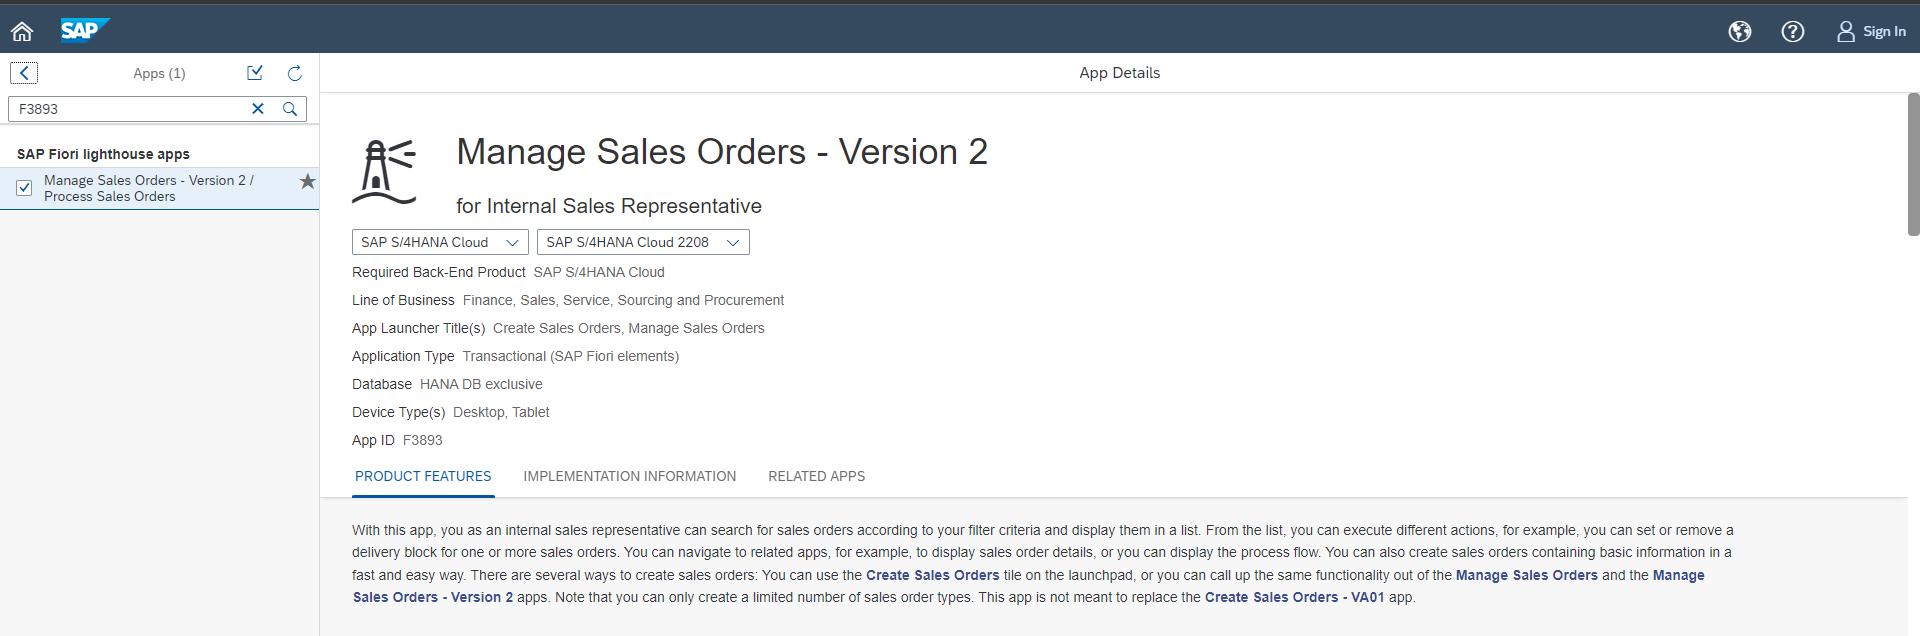 SAP
Sign In
Apps (1)
F3893
SAP Fiori lighthouse apps
Manage Sales Orders - Version 2 /
Process Sales Orders
App Details
Manage Sales Orders - Version 2
for Internal Sales Representative
SAP S/4HANA Cloud
SAP S/4HANA Cloud 2208
Required Back-End Product SAP S/4HANA Cloud
Line of Business Finance, Sales, Service, Sourcing and Procurement
App Launcher Title(s) Create Sales Orders, Manage Sales Orders
Application Type Transactional (SAP Fiori elements)
Database HANA DB exclusive
Device Type(s) Desktop, Tablet
App ID F3893
PRODUCT FEATURES IMPLEMENTATION INFORMATION RELATED APPS
With this app, you as an internal sales representative can search for sales orders according to your filter criteria and display them in a list. From the list, you can execute different actions, for example, you can set or remove a
delivery block for one or more sales orders. You can navigate to related apps, for example, to display sales order details, or you can display the process flow. You can also create sales orders containing basic information in a
fast and easy way. There are several ways to create sales orders: You can use the Create Sales Orders tile on the launchpad, or you can call up the same functionality out of the Manage Sales Orders and the Manage
Sales Orders - Version 2 apps. Note that you can only create a limited number of sales order types. This app is not meant to replace the Create Sales Orders - VA01 app.